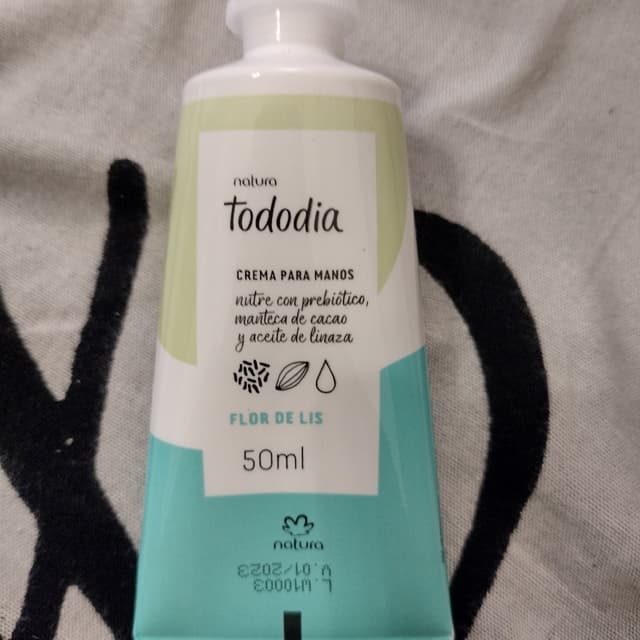 natura
tododia
CREMA PARA MANOS
nutre con prebiótico,
manteca de cacao
y aceite de linaza
FLOR DE LIS
50ml
natura
L.W10003
V.01/2023